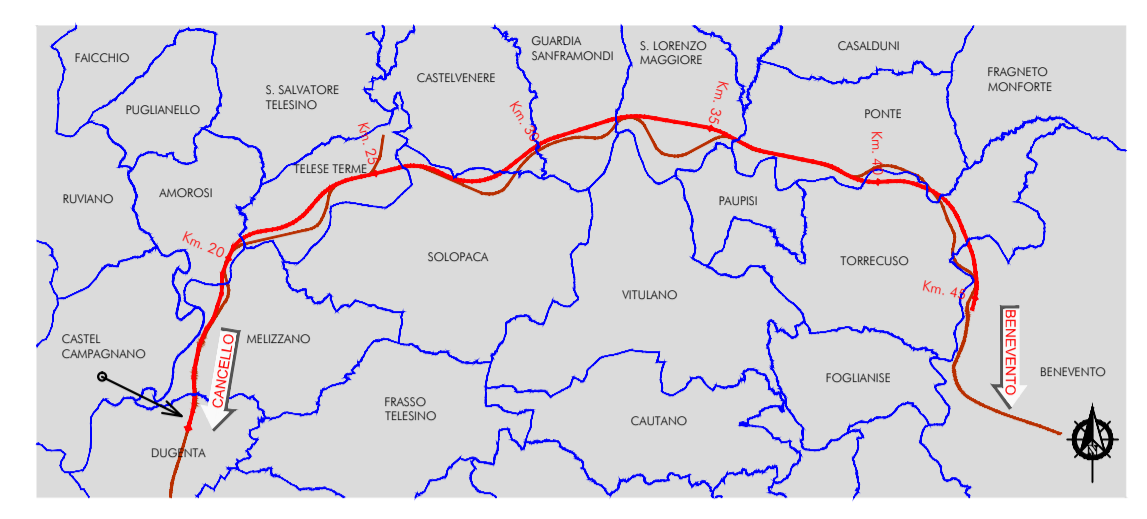 FAICCHIO
PUGLIANELLO
S. SALVATORE
TELESINO
CASTELVENERE
GUARDIA
SANFRAMONDI
S. LORENZO
MAGGIORE
CASALDUNI
FRAGNETO
MONFORTE
PONTE
Km. 25
Km. 30
Km. 35
Km. 40
RUVIANO
AMOROSI
TELESE TERME
PAUPISI
Km. 20
SOLOPACA
VITULANO
TORRECUSO
Km. 45
CASTEL
CAMPAGNANO
CANCELLO
MELIZZANO
FRASSO
TELESINO
CAUTANO
FOGLIANISE
BENEVENTO
BENEVENTO
DUGENTA